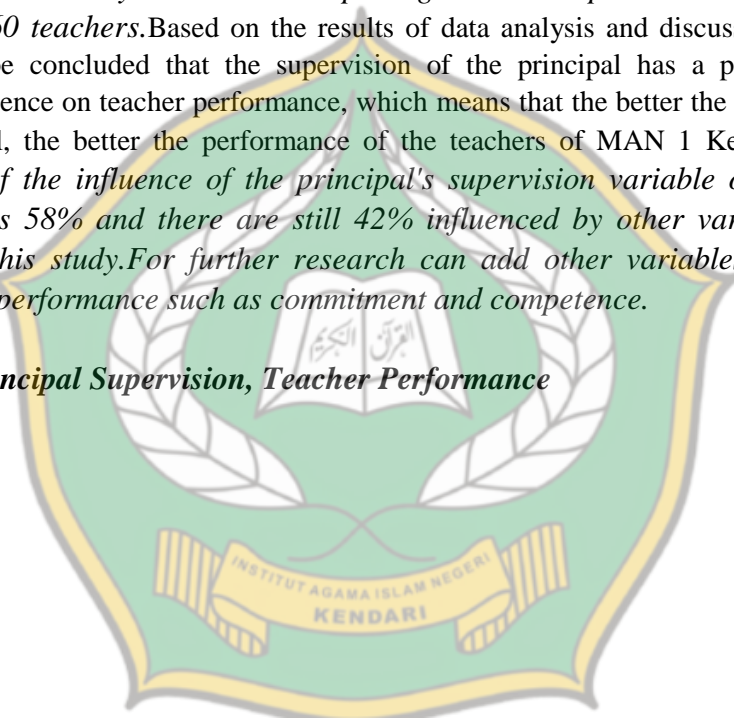 60 teachers.Based on the results of data analysis and discuss
be concluded that the supervision of the principal has a p
ence on teacher performance, which means that the better the
l, the better the performance of the teachers of MAN 1 Ke
f the influence of the principal's supervision variable o
s 58% and there are still 42% influenced by other var
his study.For further research can add other variable
performance such as commitment and competence.
ncipal Supervision, Teacher Performance
القرآن الكريم
INSTITUT AGAMA ISLAM NEGERI
KENDARI